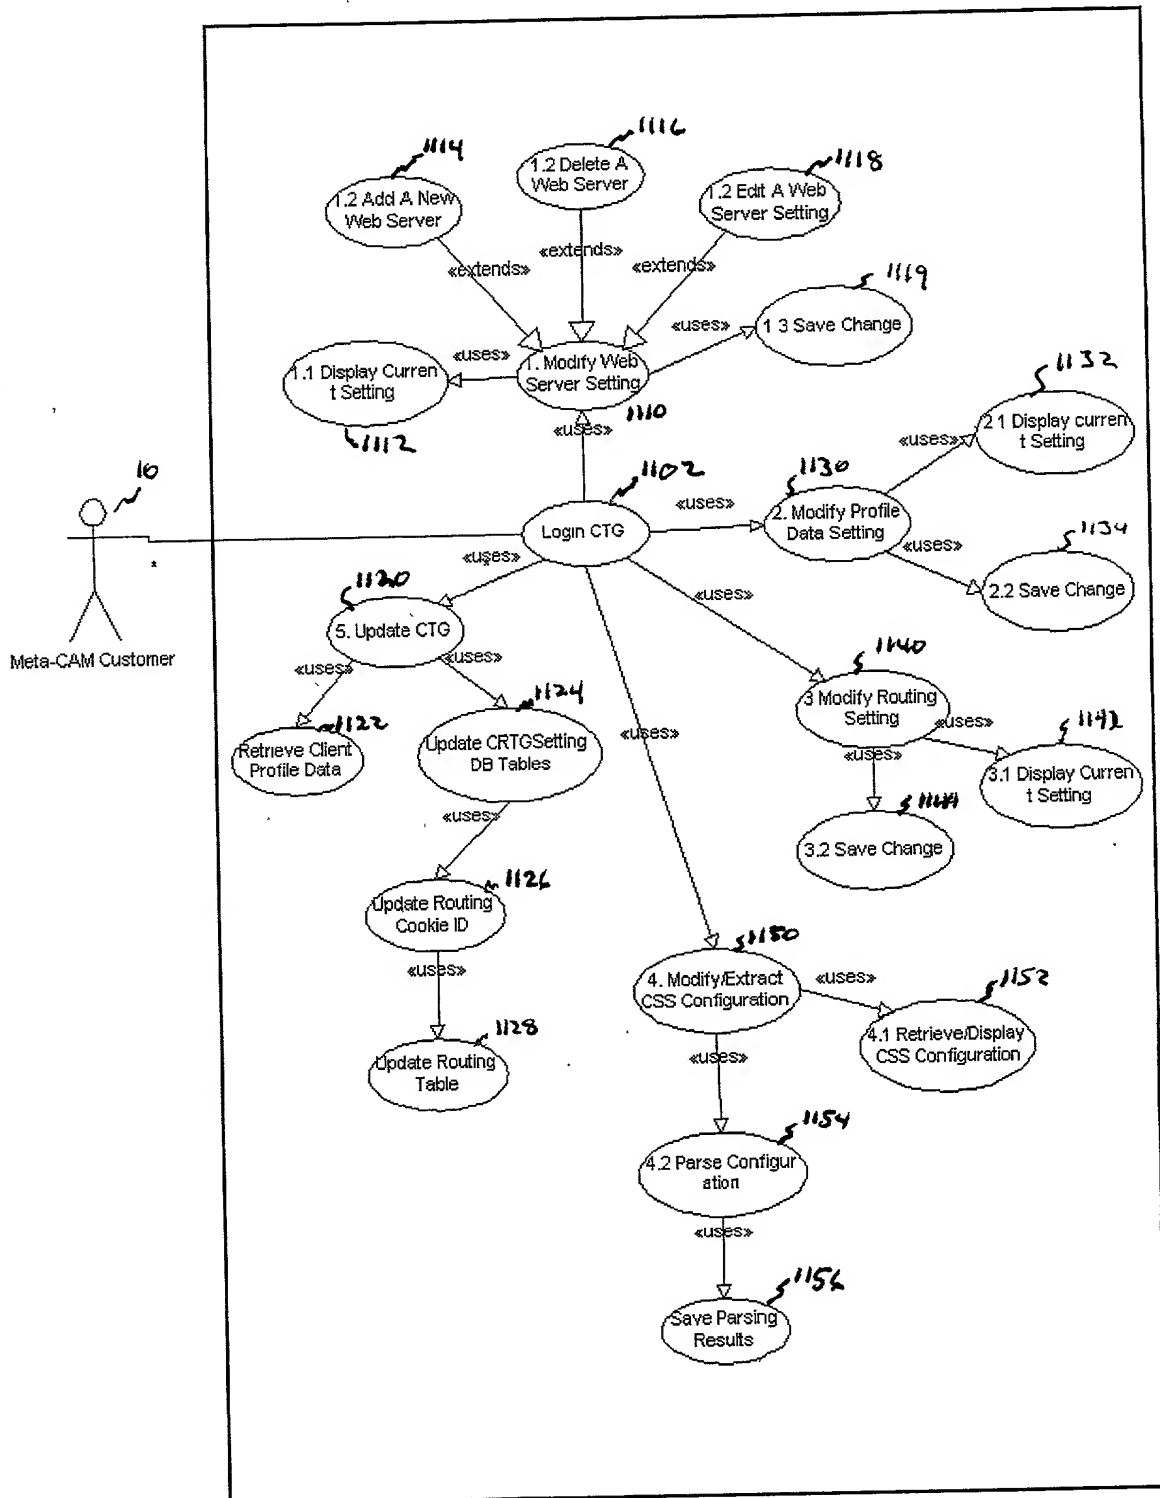 1114
1116
1118
1.2 Add A New
Web Server
1.2 Delete A
Web Server
1.2 Edit A Web
Server Setting
«extends»
«extends»
«extends»
1119
«uses»
1 3 Save Change
«uses»
1. Modify Web
Server Setting
1110
1.1 Display Curren
t Setting
1112
«uses»
1132
2 1 Display curren
t Setting
«uses»
10
1102
Login CTG
«uses»
1130
2. Modify Profile
Data Setting
«uses»
1134
2.2 Save Change
*
Meta-CAM Customer
«uses»
1120
5. Update CTG
«uses»
«uses»
«uses»
1140
3 Modify Routing
Setting
«uses»
«uses»
1142
3.1 Display Curren
t Setting
1144
3.2 Save Change
1122
Retrieve Client
Profile Data
1124
Update CRTGSetting
DB Tables
«uses»
«uses»
1126
Update Routing
Cookie ID
«uses»
1128
Update Routing
Table
1150
4. Modify/Extract
CSS Configuration
«uses»
1152
4.1 Retrieve/Display
CSS Configuration
«uses»
1154
4.2 Parse Configur
ation
«uses»
1156
Save Parsing
Results